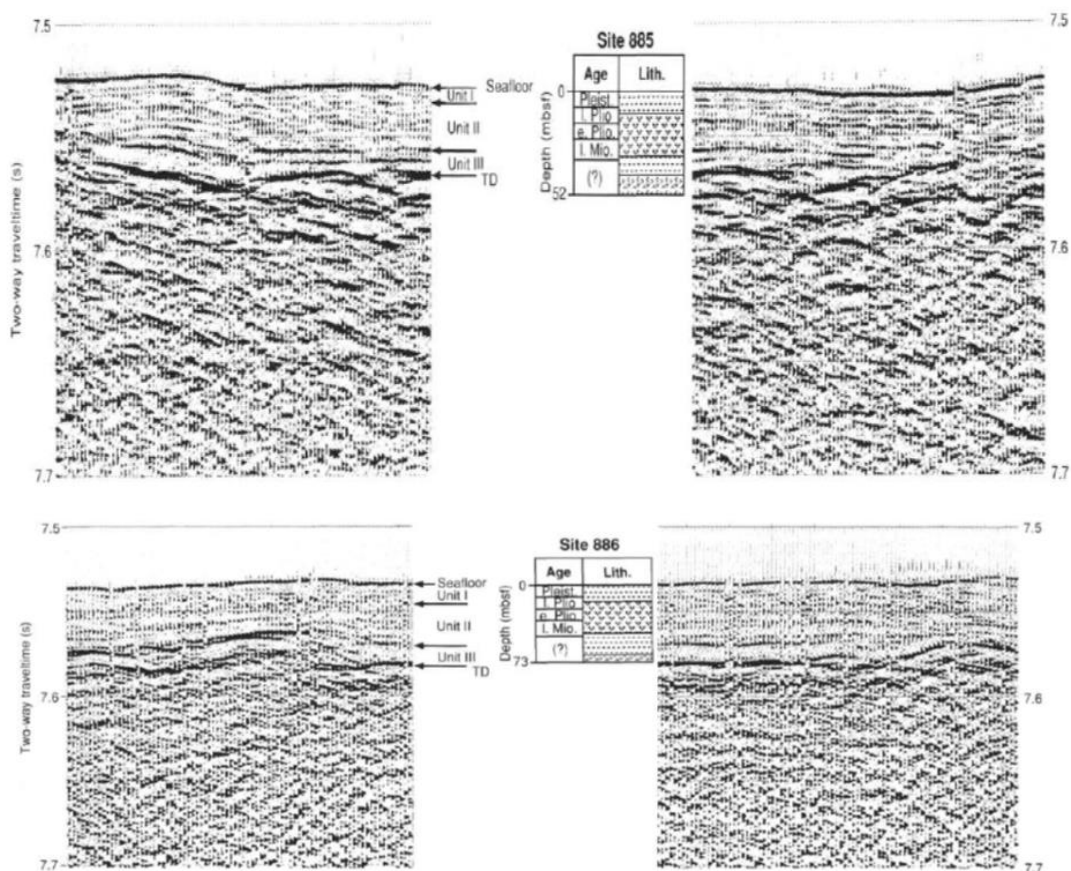 7.5
7.6
7.7
Two-way traveltime (s)
Seafloor
Unit I
Unit II
Unit III
TD
Site 885
Age Lith.
Depth (mbsf)
0
52
Pleist
l. Plio
e. Plio.
l. Mio.
(?)
7.5
7.6
7.7
7.5
7.6
7.7
Two-way traveltime (s)
Seafloor
Unit I
Unit II
Unit III
TD
Site 886
Age Lith.
Depth (mbsf)
0
73
Pleist
l. Plio
e. Plio
l. Mio.
(?)
7.5
7.6
7.7